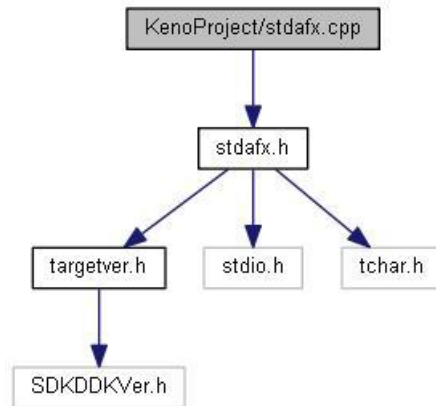 KenoProject/stdafx.cpp
stdafx.h
targetver.h
stdio.h
tchar.h
SDKDDKVer.h